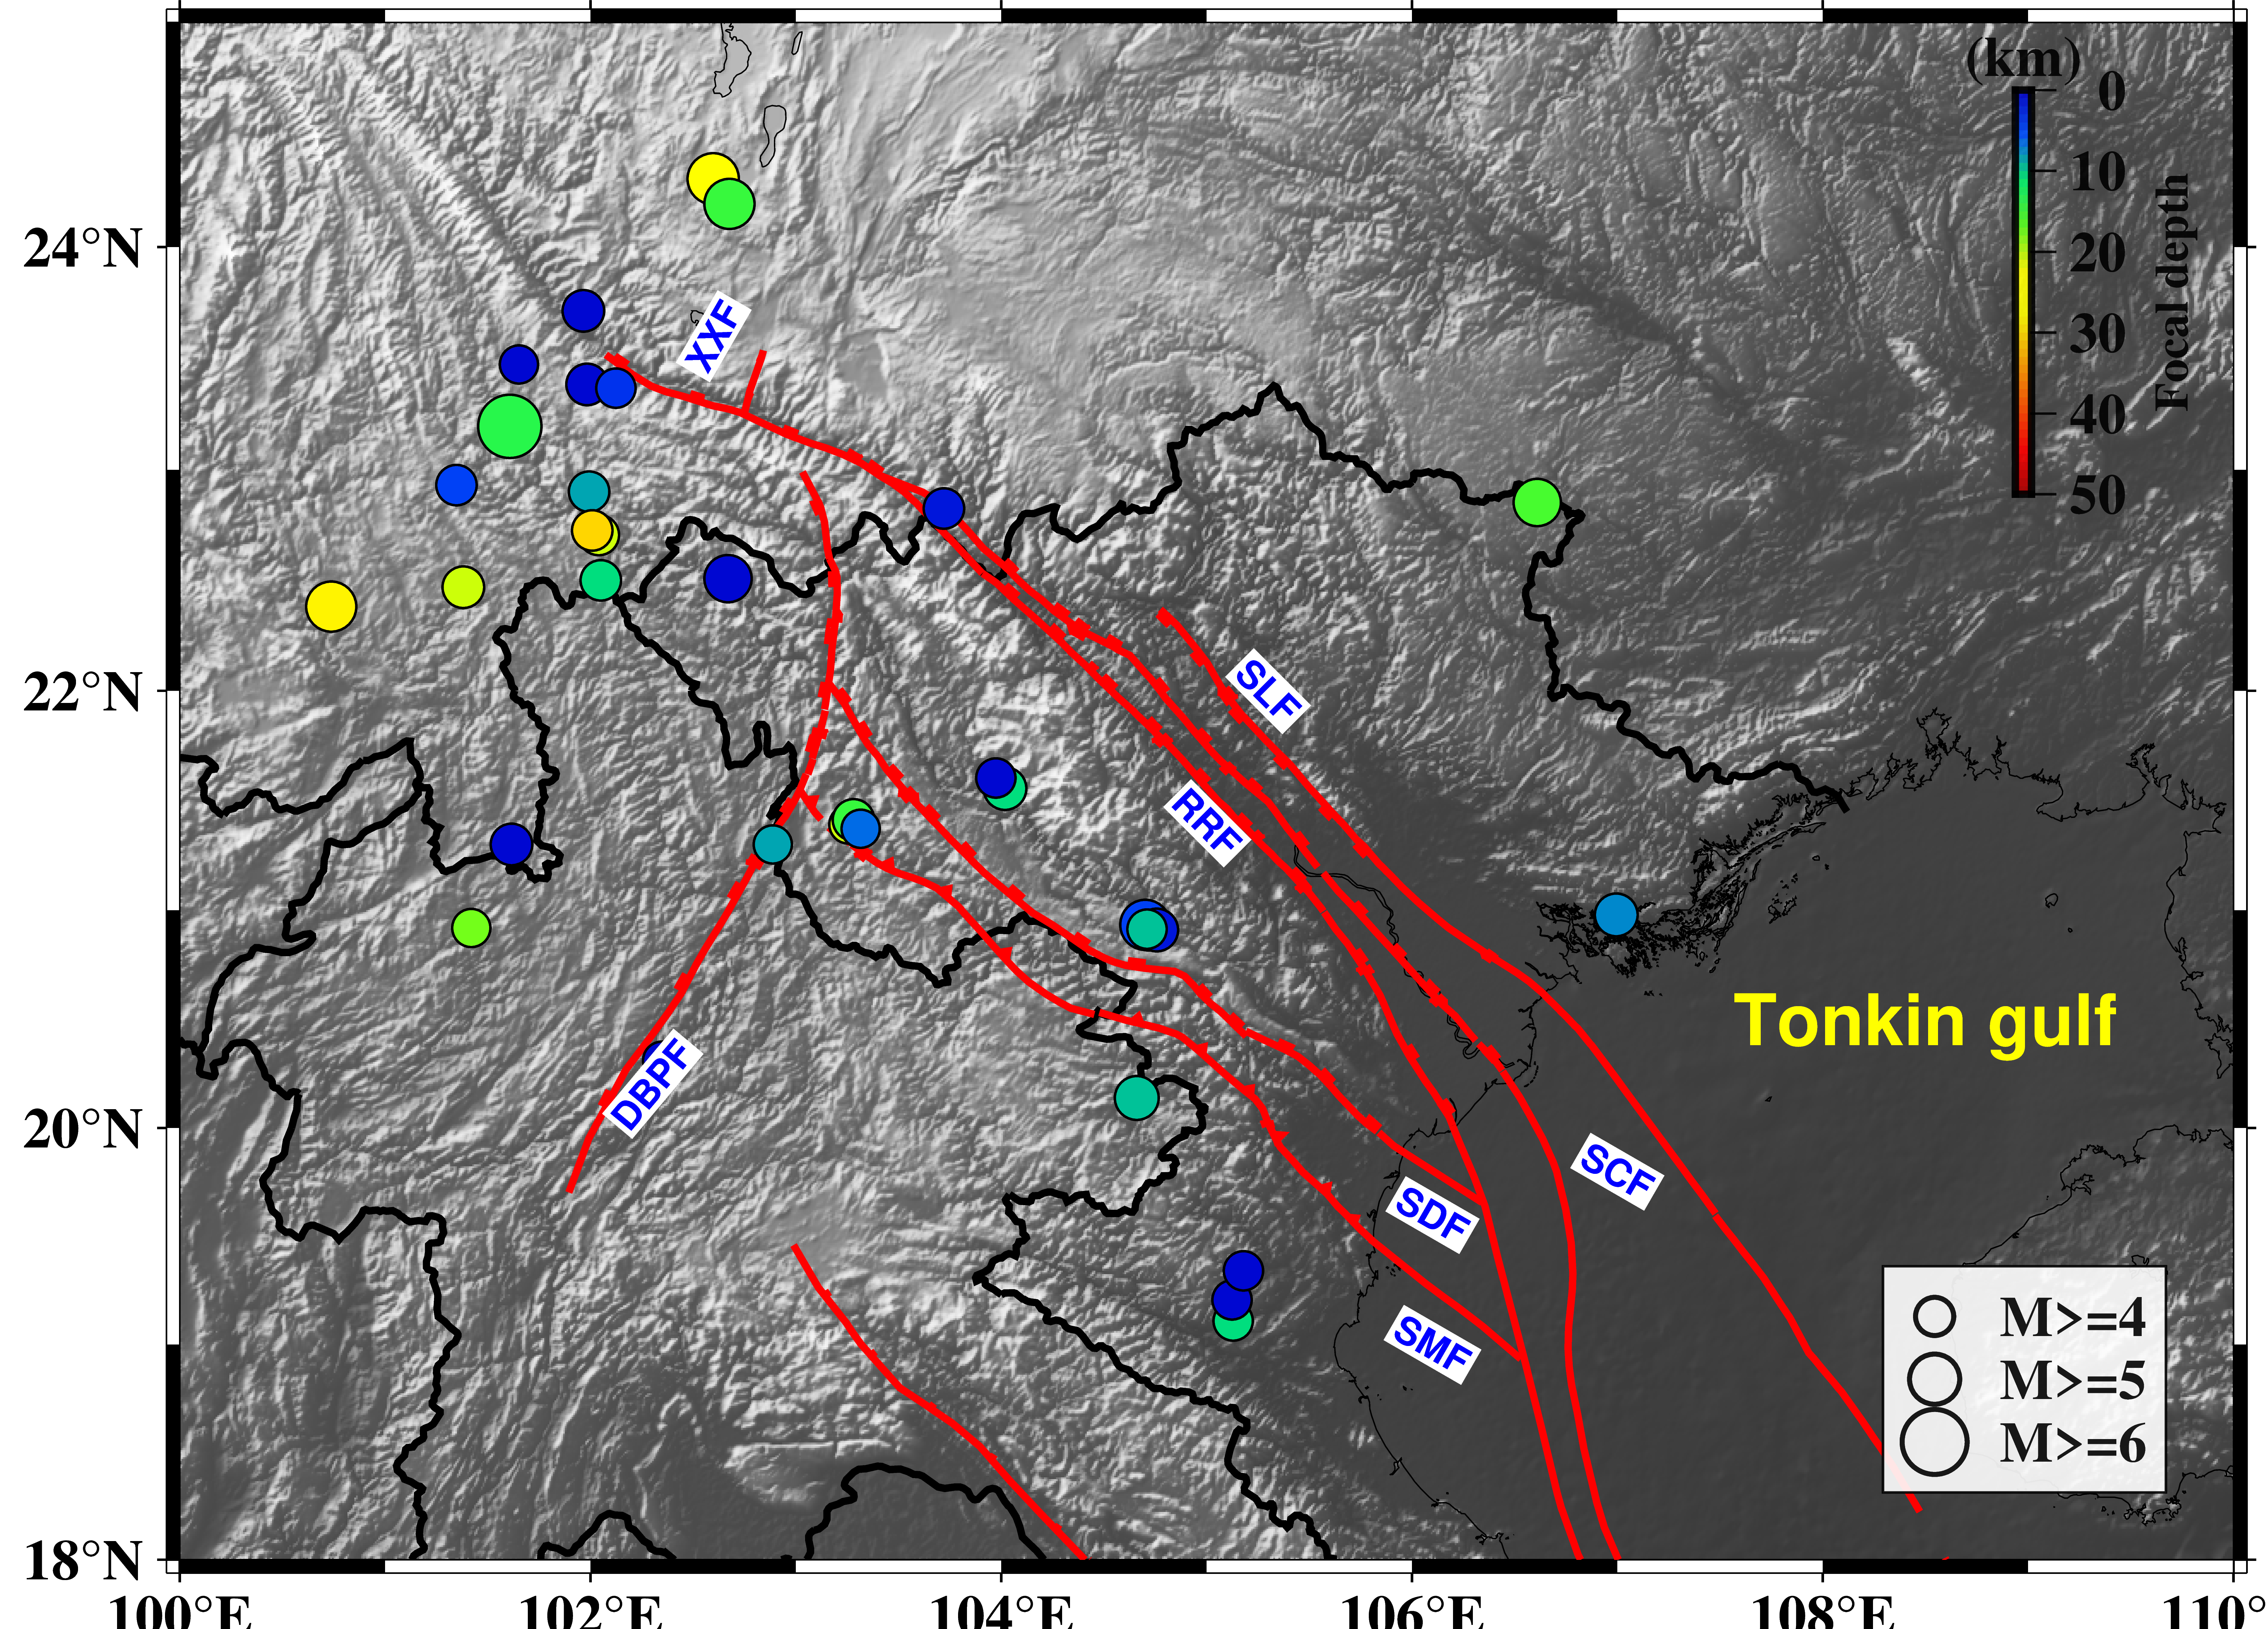 (km)
0
10
20
30
40
50
Focal depth
24°N
22°N
20°N
18°N
XXF
SLF
RRF
DBPF
Tonkin gulf
SCF
SDF
SMF
M>=4
M>=5
M>=6
100°E
102°E
104°E
106°E
108°E
110°